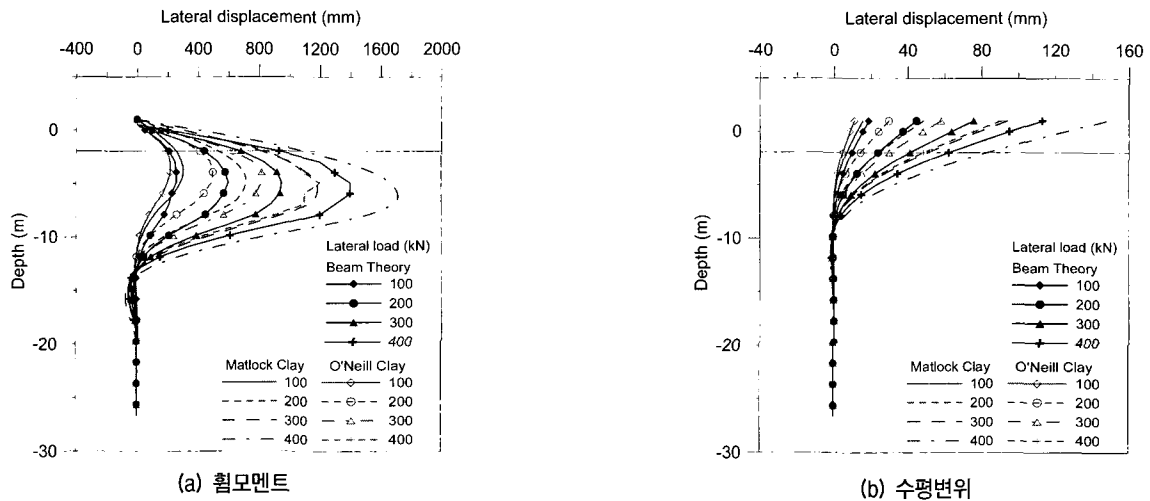 Lateral displacement (mm)
-400 0 400 800 1200 1600 2000
0
-10
-20
-30
Depth (m)
Lateral load (kN)
Beam Theory
100
200
300
400
Matlock Clay O'Neill Clay
100 100
200 200
300 300
400 400
(a) 휨모멘트
Lateral displacement (mm)
-40 0 40 80 120 160
0
-10
-20
-30
Depth (m)
Lateral load (kN)
Beam Theory
100
200
300
400
Matlock Clay O'Neill Clay
100 100
200 200
300 300
400 400
(b) 수평변위